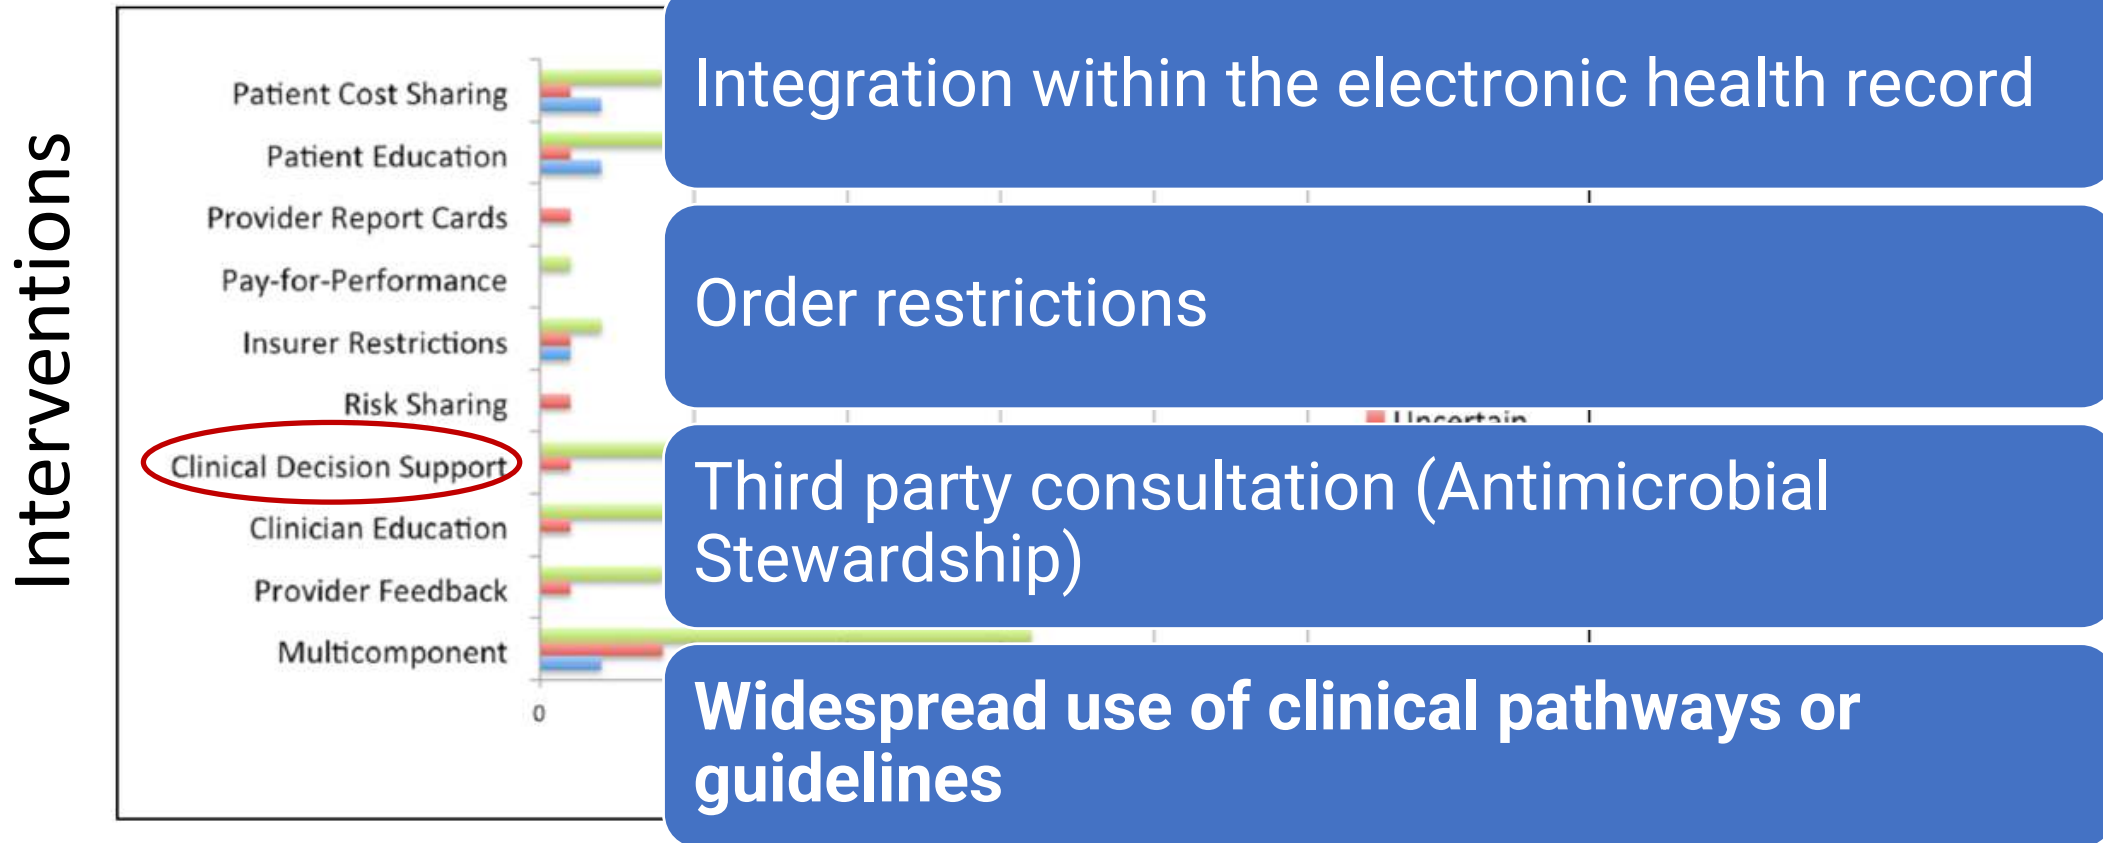 Interventions
Patient Cost Sharing
Patient Education
Provider Report Cards
Pay-for-Performance
Insurer Restrictions
Risk Sharing
Clinical Decision Support
Clinician Education
Provider Feedback
Multicomponent
0
Integration within the electronic health record
Order restrictions
Uncertain
Third party consultation (Antimicrobial
Stewardship)
Widespread use of clinical pathways or
guidelines